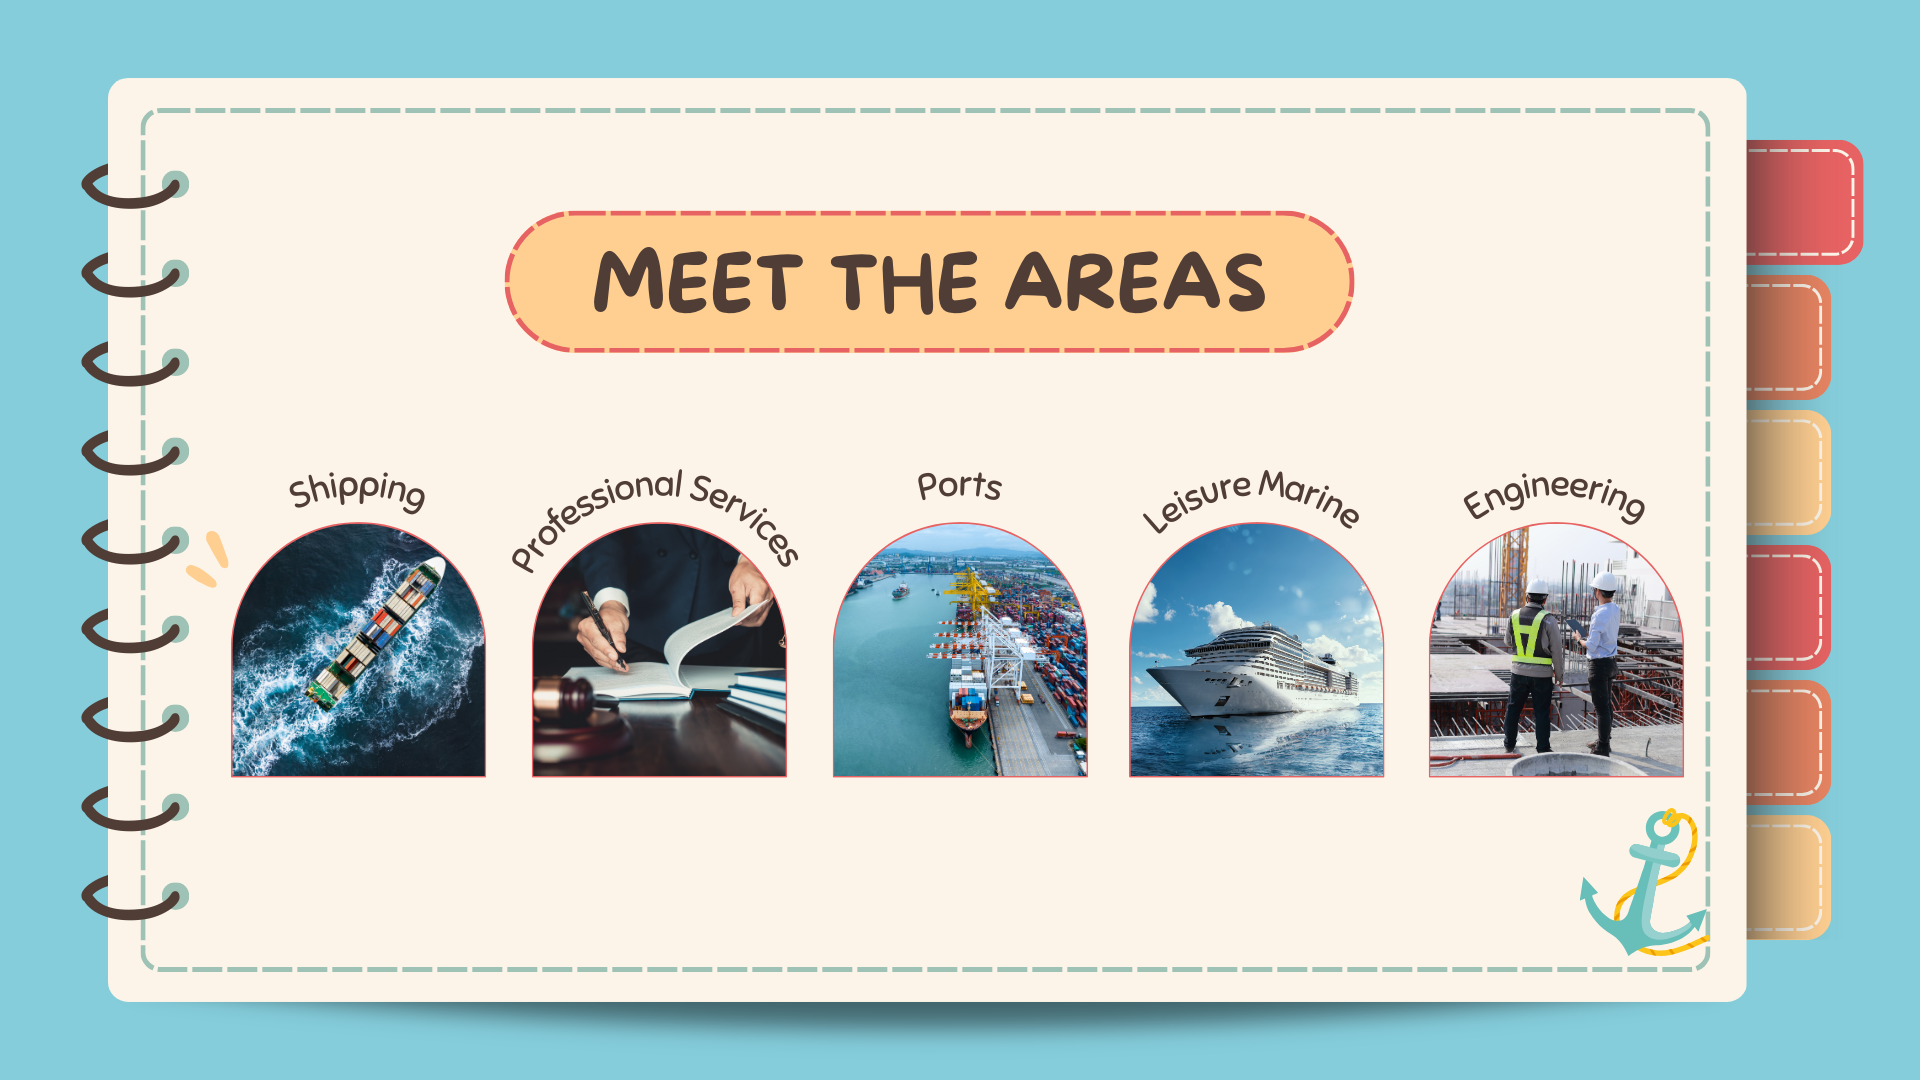 MEET THE AREAS
Shipping
Professional Services
Ports
Leisure Marine
Engineering